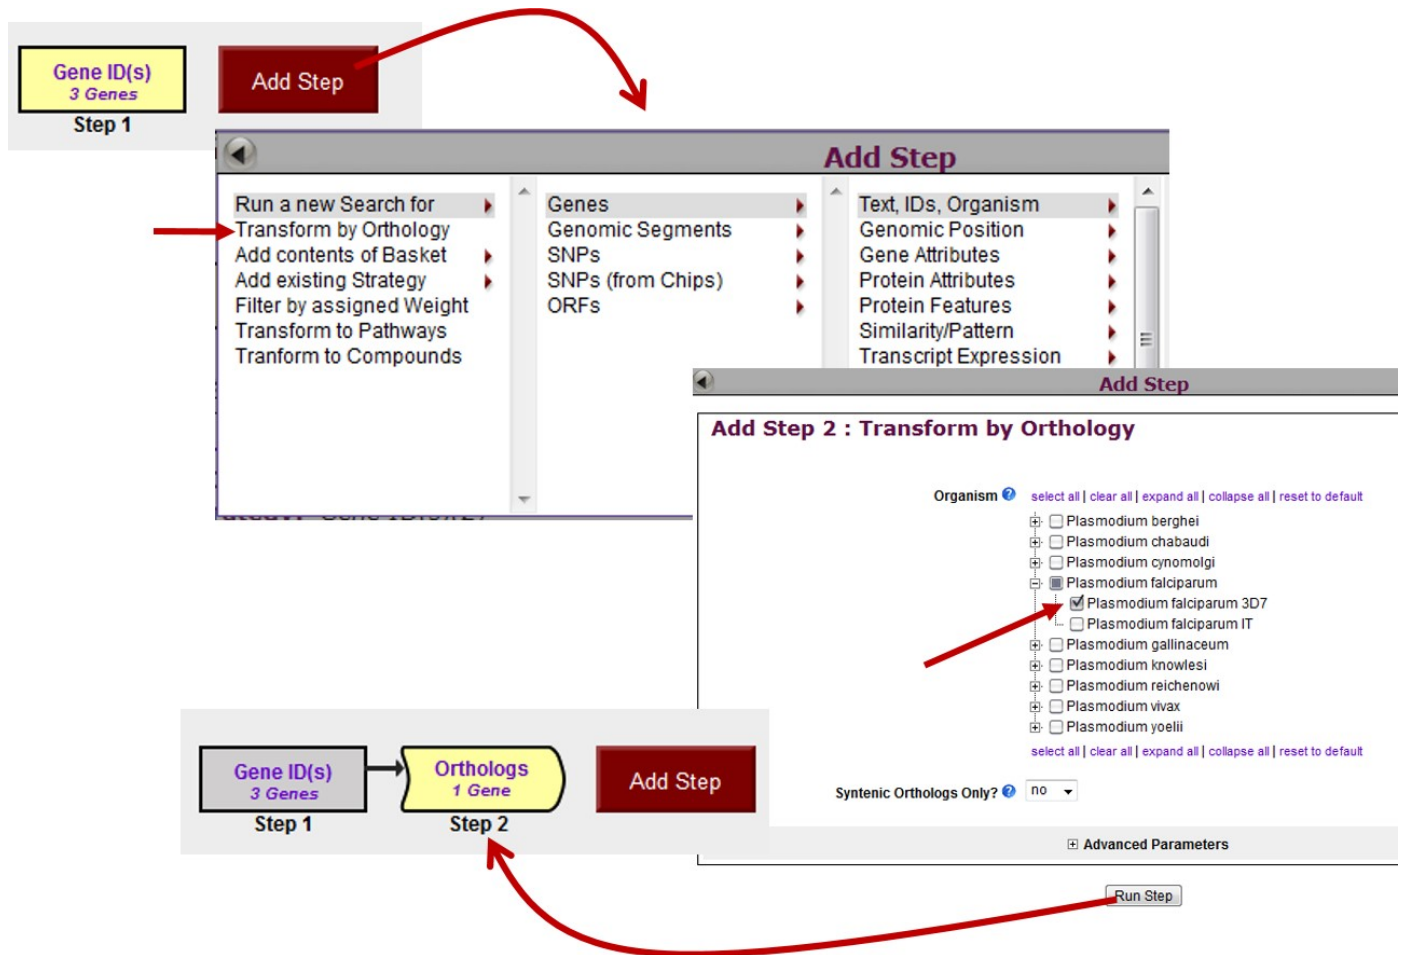 Gene ID(s)
3 Genes
Step 1
Add Step
Add Step
Run a new Search for
Transform by Orthology
Add contents of Basket
Add existing Strategy
Filter by assigned Weight
Transform to Pathways
Tranform to Compounds
Genes
Genomic Segments
SNPs
SNPs (from Chips)
ORFs
Text, IDs, Organism
Genomic Position
Gene Attributes
Protein Attributes
Protein Features
Similarity/Pattern
Transcript Expression
Add Step
Add Step 2 : Transform by Orthology
Organism ? select all | clear all | expand all | collapse all | reset to default
Plasmodium berghei
Plasmodium chabaudi
Plasmodium cynomolgi
Plasmodium falciparum
Plasmodium falciparum 3D7
Plasmodium falciparum IT
Plasmodium gallinaceum
Plasmodium knowlesi
Plasmodium reichenowi
Plasmodium vivax
Plasmodium yoelii
select all | clear all | expand all | collapse all | reset to default
Syntenic Orthologs Only? ? no
Advanced Parameters
Run Step
Gene ID(s)
3 Genes
Step 1
Orthologs
1 Gene
Step 2
Add Step